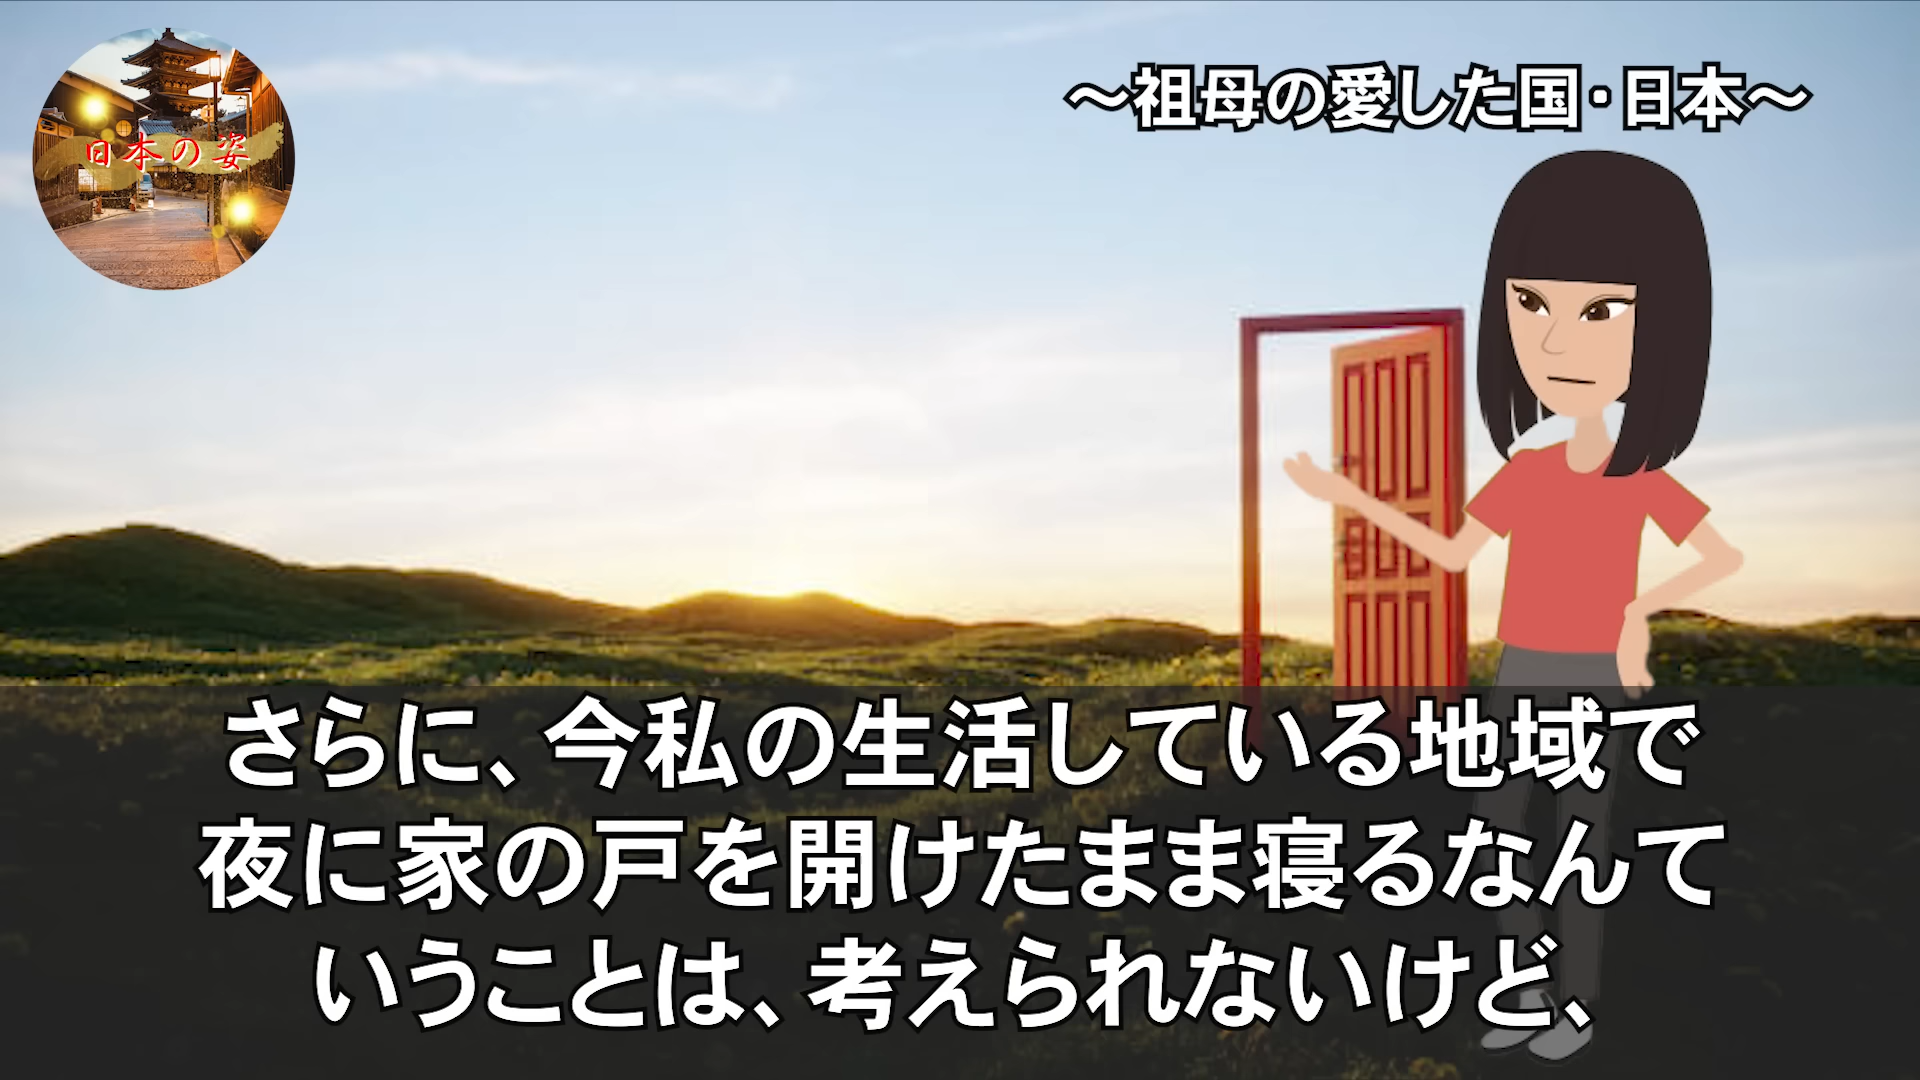 日本の姿
〜祖母の愛した国・日本〜
さらに、今私の生活している地域で
夜に家の戸を開けたまま寝るなんて
いうことは、考えられないけど、